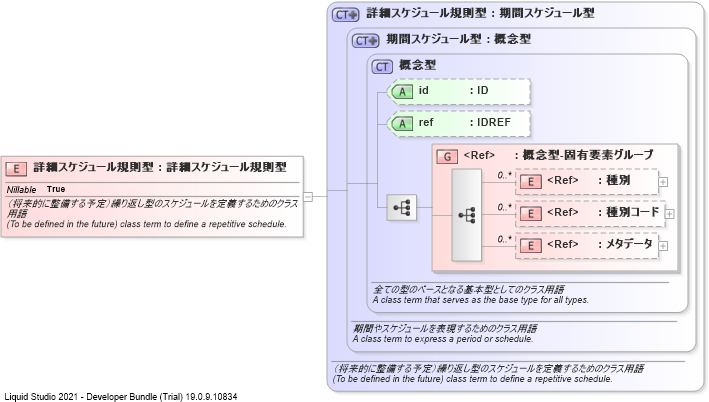 CT 詳細スケジュール規則型 : 期間スケジュール型
CT 期間スケジュール型 : 概念型
CT 概念型
A id : ID
A ref : IDREF
G <Ref> : 概念型-固有要素グループ
0..* E <Ref> : 種別
0..* E <Ref> : 種別コード
0..* E <Ref> : メタデータ
全ての型のベースとなる基本型としてのクラス用語
A class term that serves as the base type for all types.
期間やスケジュールを表現するためのクラス用語
A class term to express a period or schedule.
（将来的に整備する予定）繰り返し型のスケジュールを定義するためのクラス用語
(To be defined in the future) class term to define a repetitive schedule.
E 詳細スケジュール規則型 : 詳細スケジュール規則型
Nillable True
（将来的に整備する予定）繰り返し型のスケジュールを定義するためのクラス
用語
(To be defined in the future) class term to define a repetitive schedule.
Liquid Studio 2021 - Developer Bundle (Trial) 19.0.9.10834